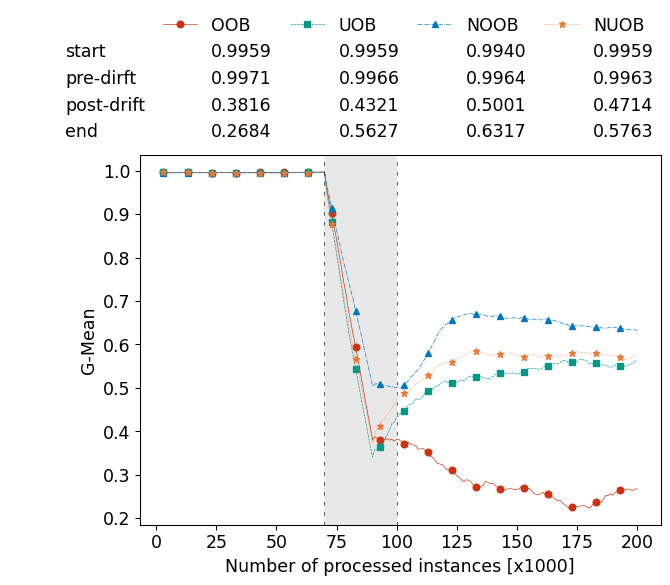 OOB UOB NOOB NUOB
start 0.9959 0.9959 0.9940 0.9959
pre-dirft 0.9971 0.9966 0.9964 0.9963
post-drift 0.3816 0.4321 0.5001 0.4714
end 0.2684 0.5627 0.6317 0.5763
1.0
0.9
0.8
0.7
0.6
0.5
0.4
0.3
0.2
G-Mean
0 25 50 75 100 125 150 175 200
Number of processed instances [x1000]